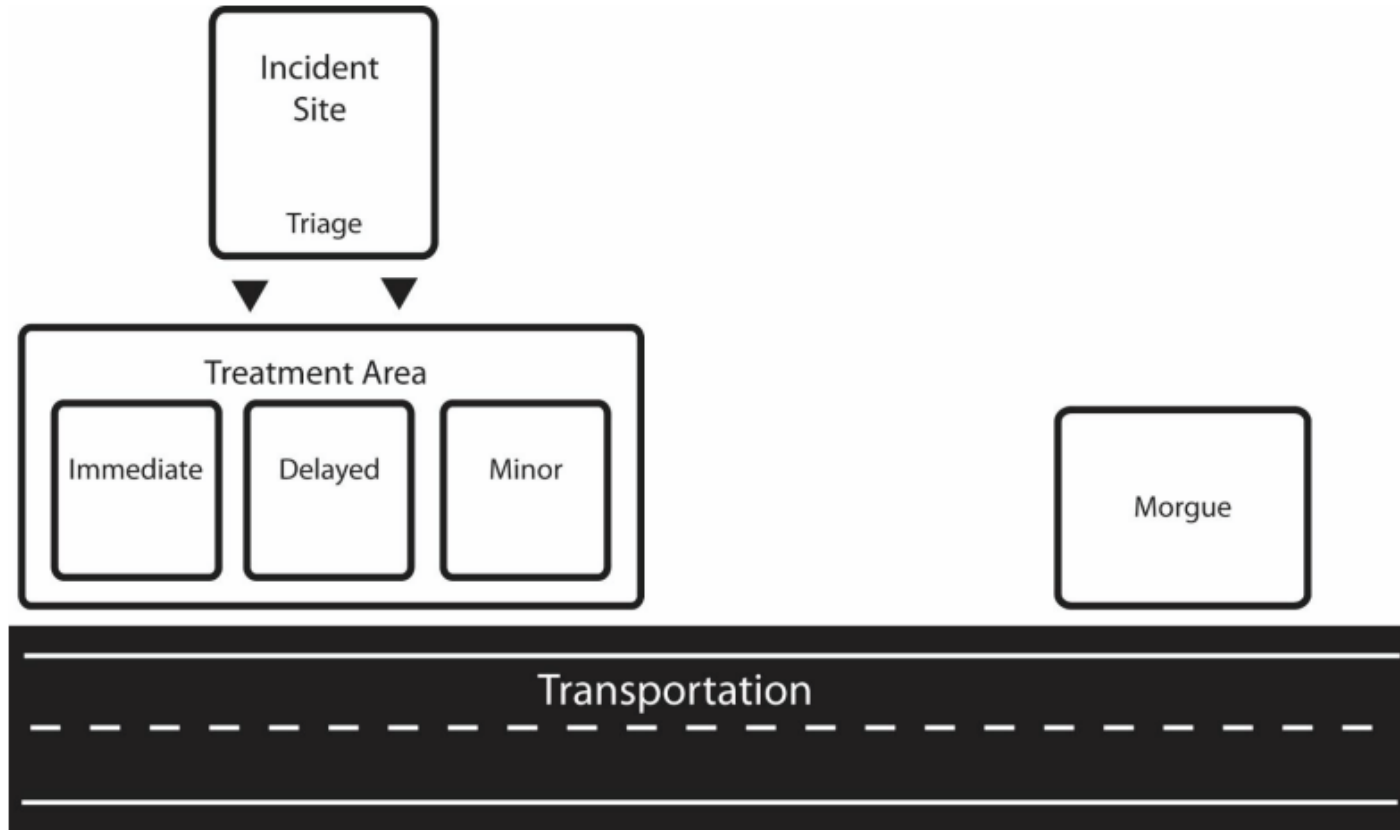 Incident
Site
Triage
Treatment Area
Immediate
Delayed
Minor
Morgue
Transportation